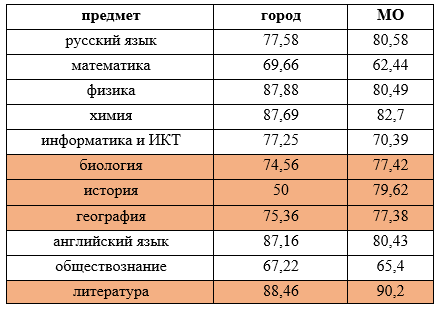 предмет город МО
русский язык 77,58 80,58
математика 69,66 62,44
физика 87,88 80,49
химия 87,69 82,7
информатика и ИКТ 77,25 70,39
биология 74,56 77,42
история 50 79,62
география 75,36 77,38
английский язык 87,16 80,43
обществознание 67,22 65,4
литература 88,46 90,2